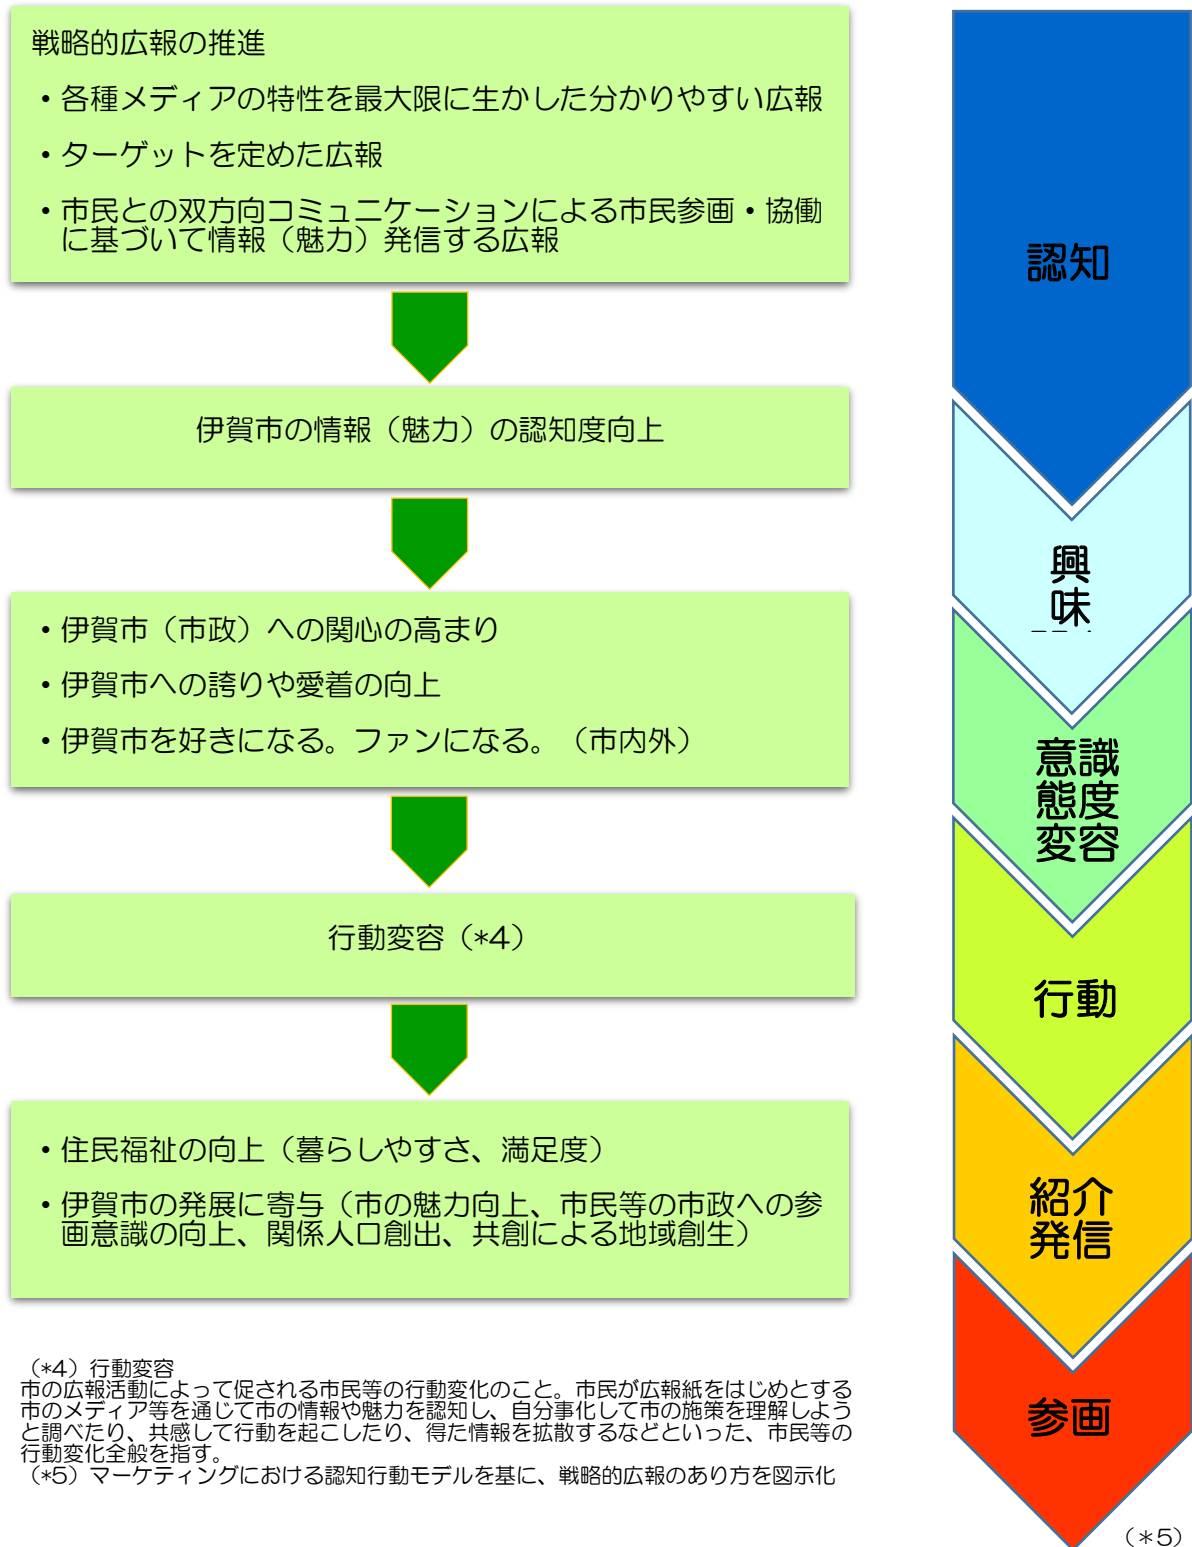 戦略的広報の推進
・各種メディアの特性を最大限に生かした分かりやすい広報
・ターゲットを定めた広報
・市民との双方向コミュニケーションによる市民参画・協働
に基づいて情報（魅力）発信する広報
伊賀市の情報（魅力）の認知度向上
・伊賀市（市政）への関心の高まり
・伊賀市への誇りや愛着の向上
・伊賀市を好きになる。ファンになる。（市内外）
行動変容（*4）
・住民福祉の向上（暮らしやすさ、満足度）
・伊賀市の発展に寄与（市の魅力向上、市民等の市政への参
画意識の向上、関係人口創出、共創による地域創生）
（*4）行動変容
市の広報活動によって促される市民等の行動変化のこと。市民が広報紙をはじめとする
市のメディア等を通じて市の情報や魅力を認知し、自分事化して市の施策を理解しよう
と調べたり、共感して行動を起こしたり、得た情報を拡散するなどといった、市民等の
行動変化全般を指す。
（*5）マーケティングにおける認知行動モデルを基に、戦略的広報のあり方を図示化
認知
興
味
意識
態度
変容
行動
紹介
発信
参画
（*5）